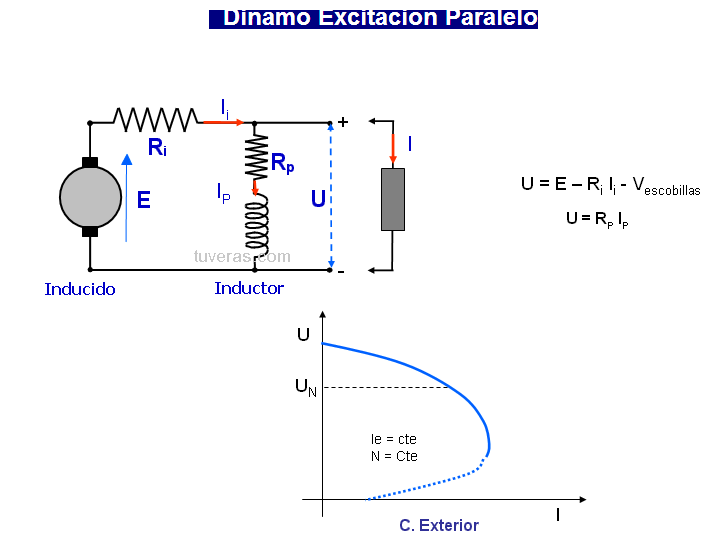 Dinamo Excitacion Paralelo
Ii
+
Ri
Rp
I
IP
E
U
U = E – Ri Ii - Vescobillas
U = RP IP
tuveras.com
-
Inducido
Inductor
U
UN
Ie = cte
N = Cte
I
C. Exterior